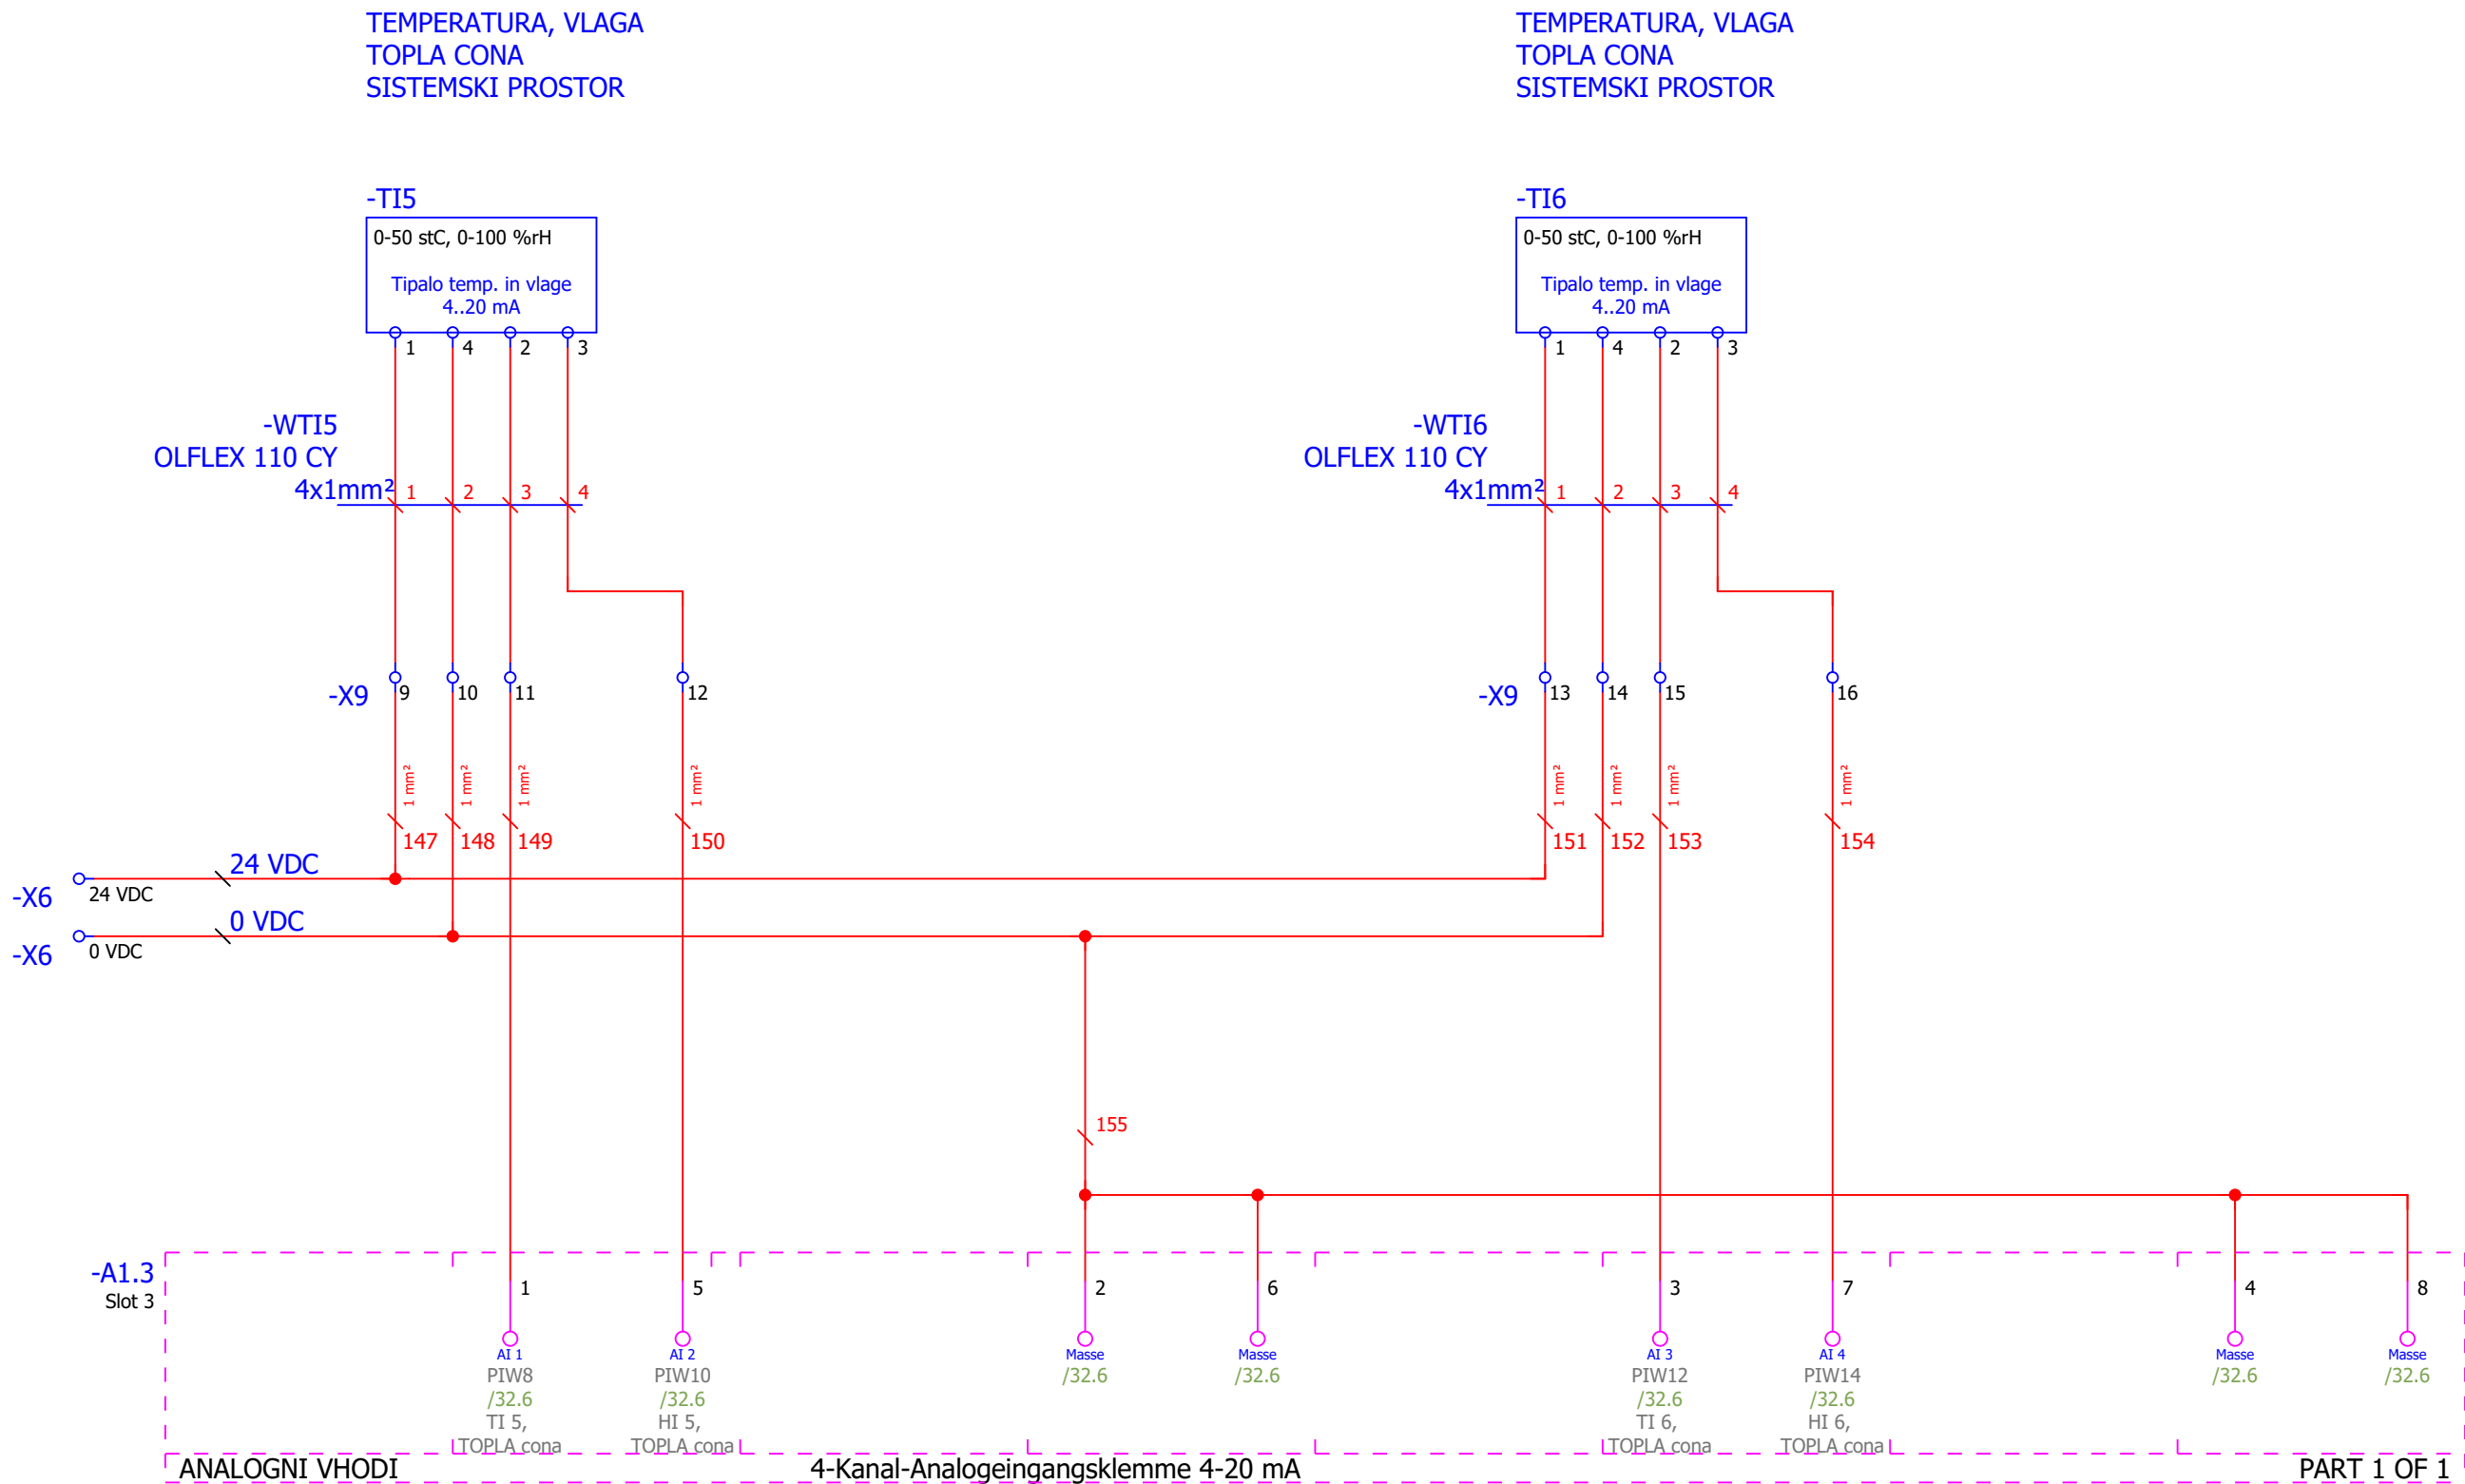 TEMPERATURA, VLAGA
TOPLA CONA
SISTEMSKI PROSTOR
TEMPERATURA, VLAGA
TOPLA CONA
SISTEMSKI PROSTOR
-TI5
0-50 stC, 0-100 %rH
Tipalo temp. in vlage
4..20 mA
1 4 2 3
-TI6
0-50 stC, 0-100 %rH
Tipalo temp. in vlage
4..20 mA
1 4 2 3
-WTI5
OLFLEX 110 CY
4x1mm² 1 2 3 4
-WTI6
OLFLEX 110 CY
4x1mm² 1 2 3 4
-X9 9 10 11 12
-X9 13 14 15 16
1 mm² 1 mm² 1 mm² 1 mm²
1 mm² 1 mm² 1 mm² 1 mm²
147 148 149 150
151 152 153 154
24 VDC
-X6 24 VDC
0 VDC
-X6 0 VDC
155
-A1.3
Slot 3
1 5 2 6 3 7 4 8
AI 1
PIW8
/32.6
TI 5,
TOPLA cona
AI 2
PIW10
/32.6
HI 5,
TOPLA cona
Masse
/32.6
Masse
/32.6
AI 3
PIW12
/32.6
TI 6,
TOPLA cona
AI 4
PIW14
/32.6
HI 6,
TOPLA cona
Masse
/32.6
Masse
/32.6
ANALOGNI VHODI
4-Kanal-Analogeingangsklemme 4-20 mA
PART 1 OF 1